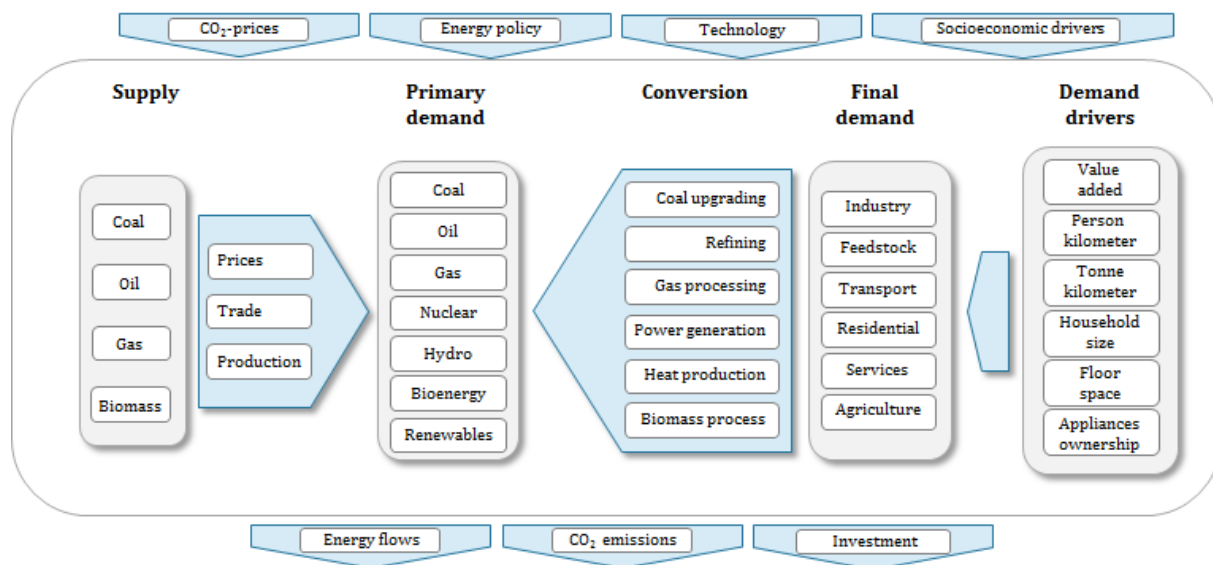 CO₂-prices
Energy policy
Technology
Socioeconomic drivers
Supply
Primary
demand
Conversion
Final
demand
Demand
drivers
Coal
Oil
Gas
Biomass
Prices
Trade
Production
Coal
Oil
Gas
Nuclear
Hydro
Bioenergy
Renewables
Coal upgrading
Refining
Gas processing
Power generation
Heat production
Biomass process
Industry
Feedstock
Transport
Residential
Services
Agriculture
Value
added
Person
kilometer
Tonne
kilometer
Household
size
Floor
space
Appliances
ownership
Energy flows
CO₂ emissions
Investment